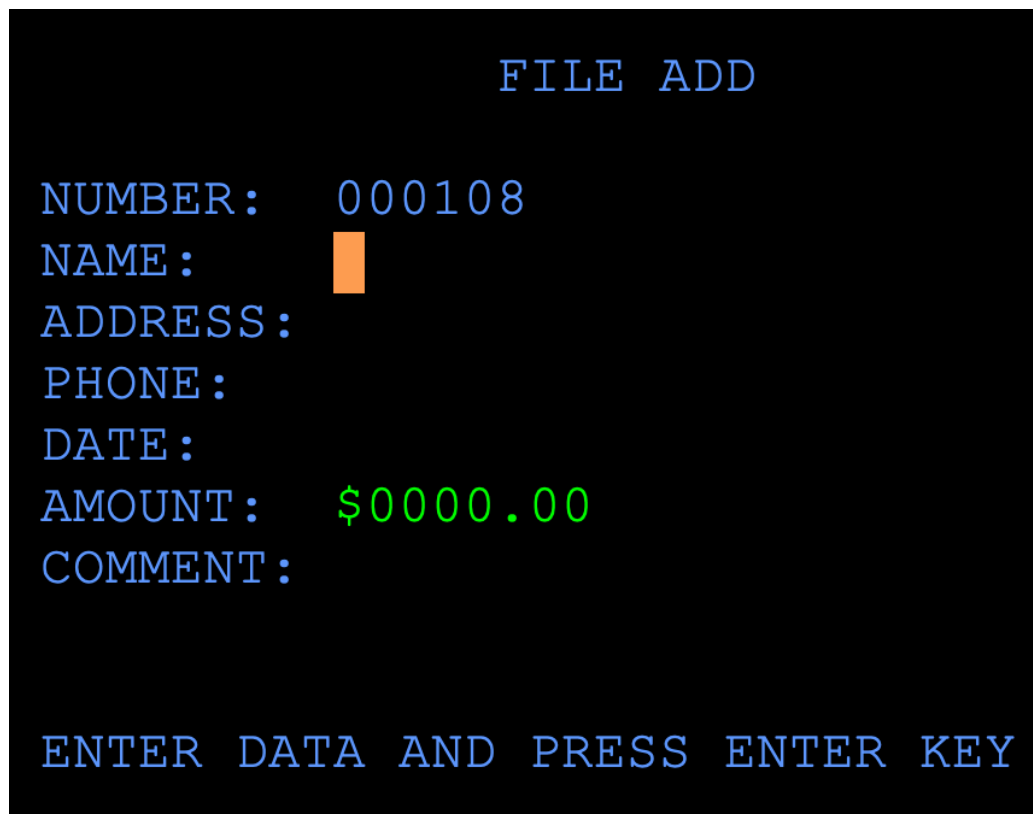 FILE ADD
NUMBER: 000108
NAME:
ADDRESS:
PHONE:
DATE:
AMOUNT: $0000.00
COMMENT:
ENTER DATA AND PRESS ENTER KEY